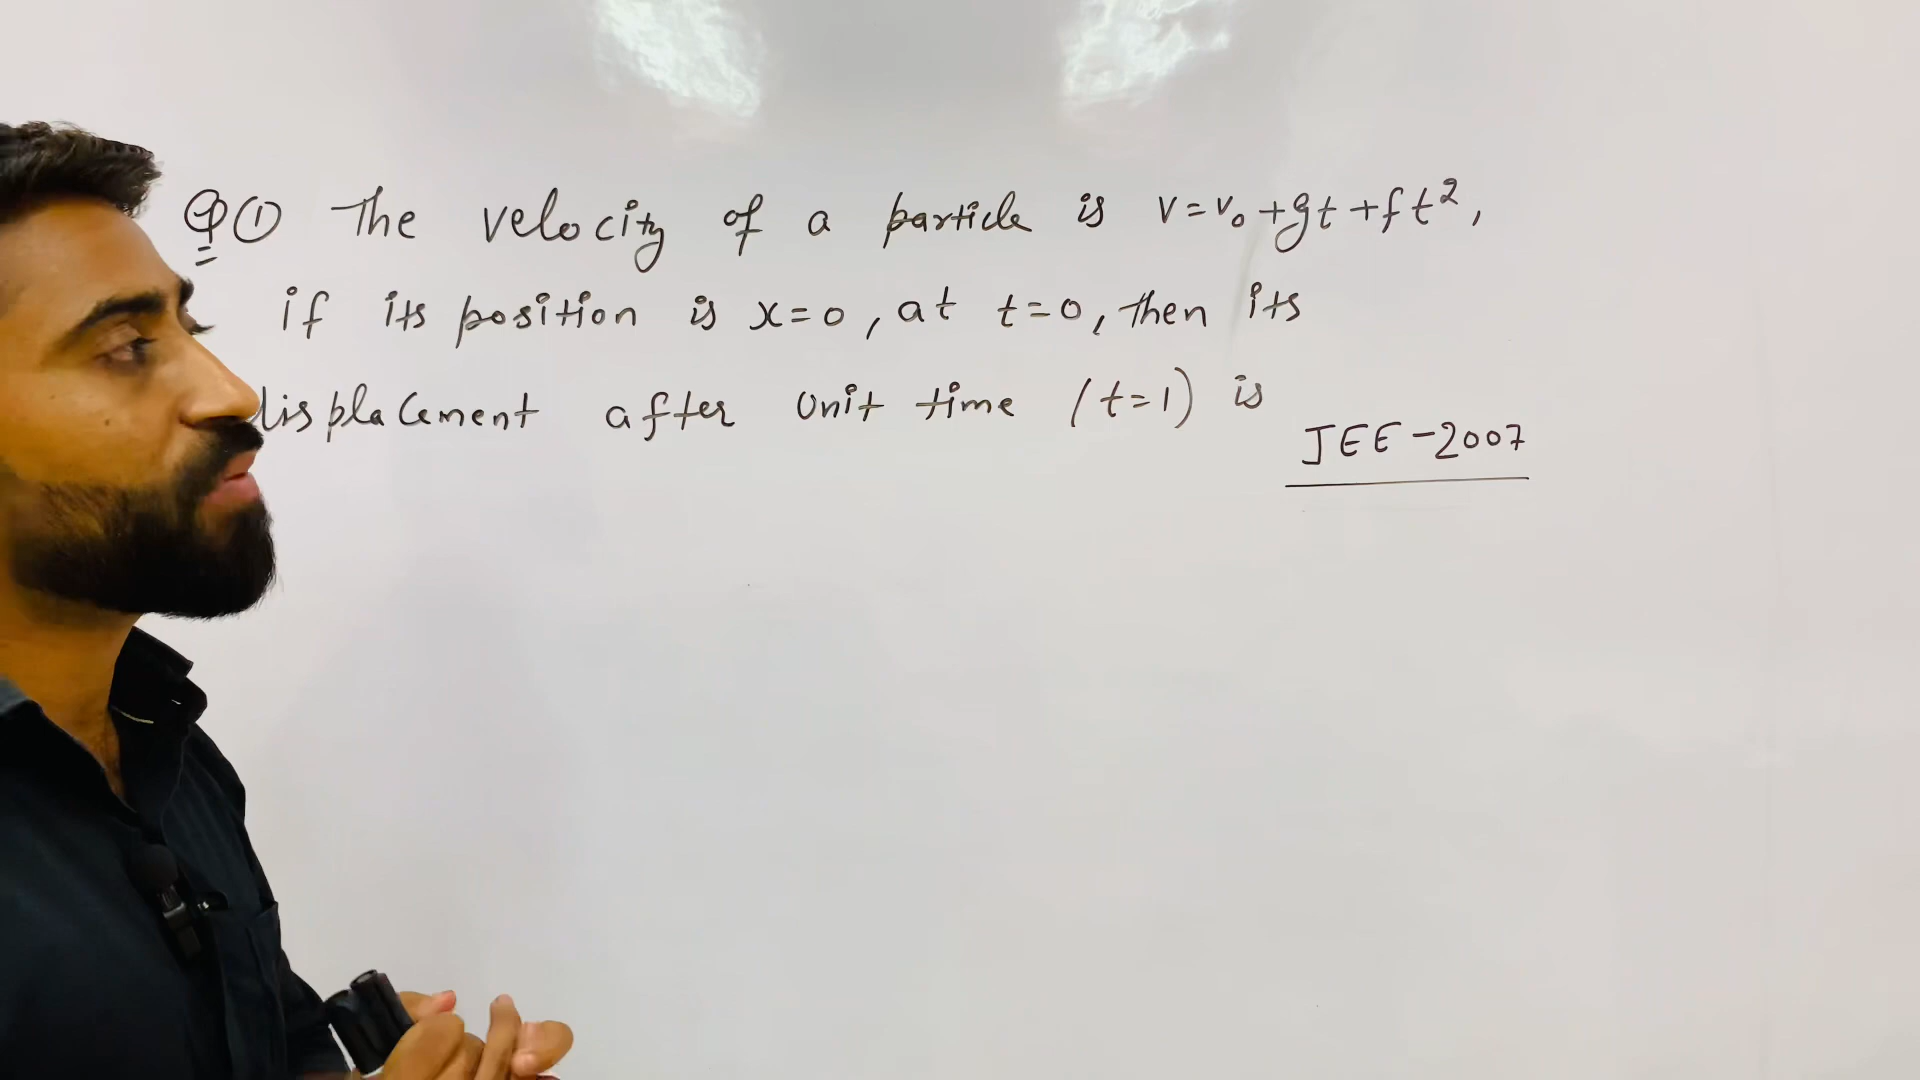 Q① The velocity of a particle is v=v₀+gt+ft²,
if its position is x=0, at t=0, then its
displacement after Unit time (t=1) is
JEE-2007